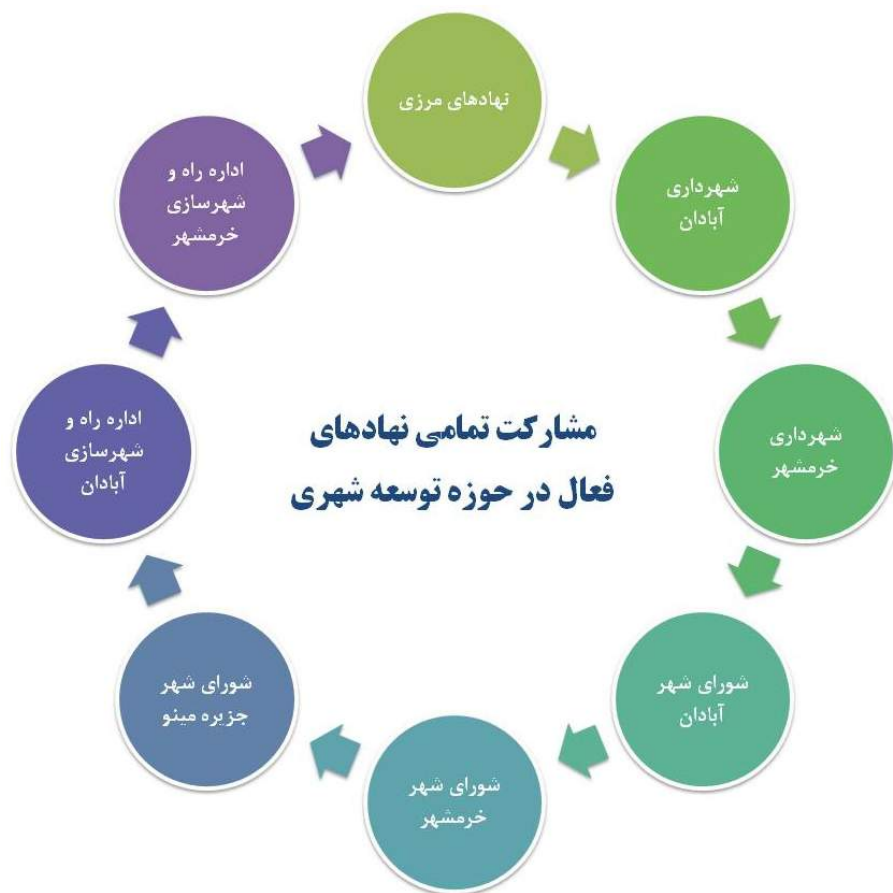 نهادهای مرزی
شهرداری
آبادان
شهرداری
خرمشهر
شورای شهر
آبادان
شورای شهر
خرمشهر
شورای شهر
جزیره مینو
اداره راه و
شهرسازی
آبادان
اداره راه و
شهرسازی
خرمشهر
مشارکت تمامی نهادهای
فعال در حوزه توسعه شهری